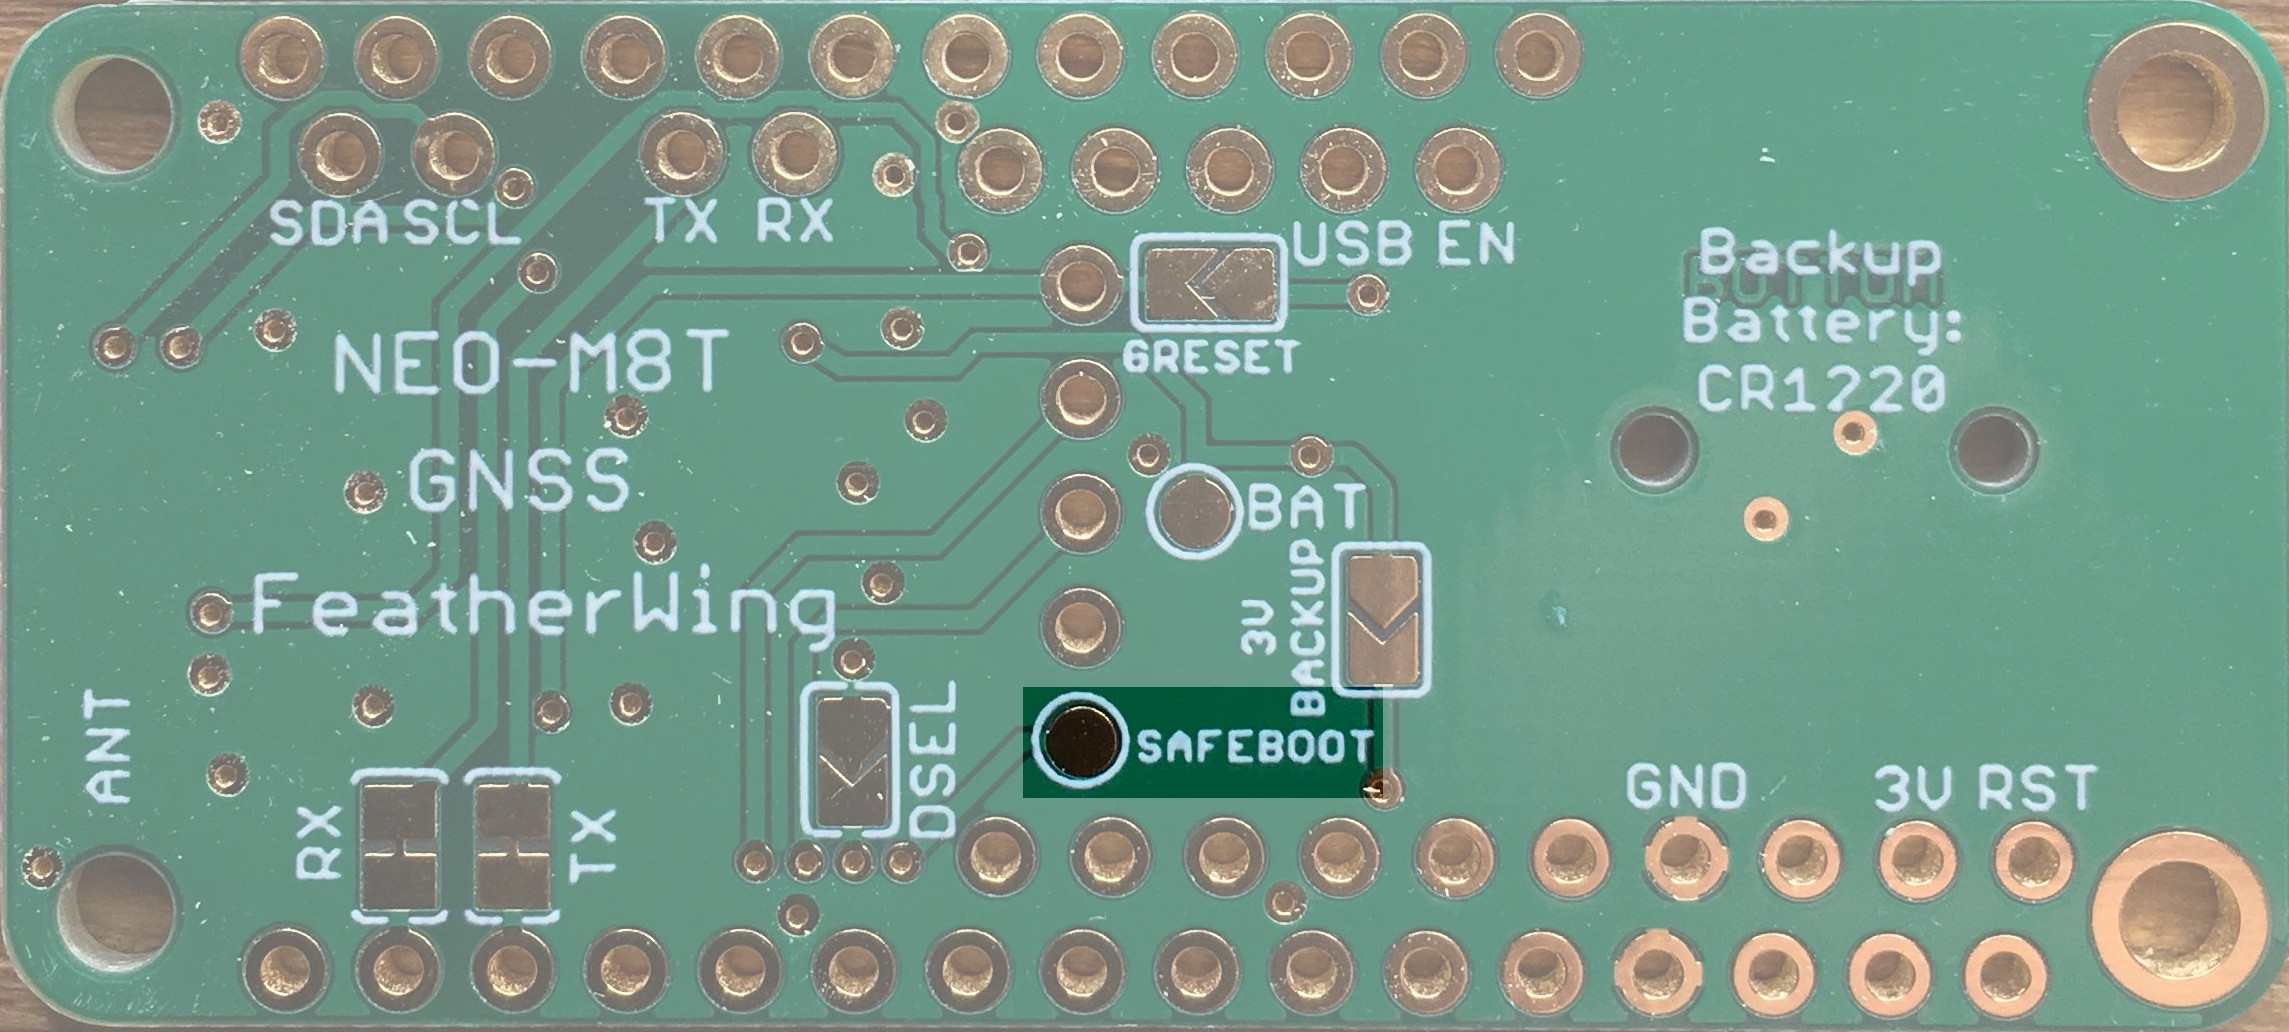 SDA SCL TX RX
USB EN
GRESET
NEO-M8T
GNSS
FeatherWing
Backup
Battery:
CR1220
BAT
3V
BACKUP
SAFEBOOT
DSEL
ANT
RX
TX
GND 3V RST